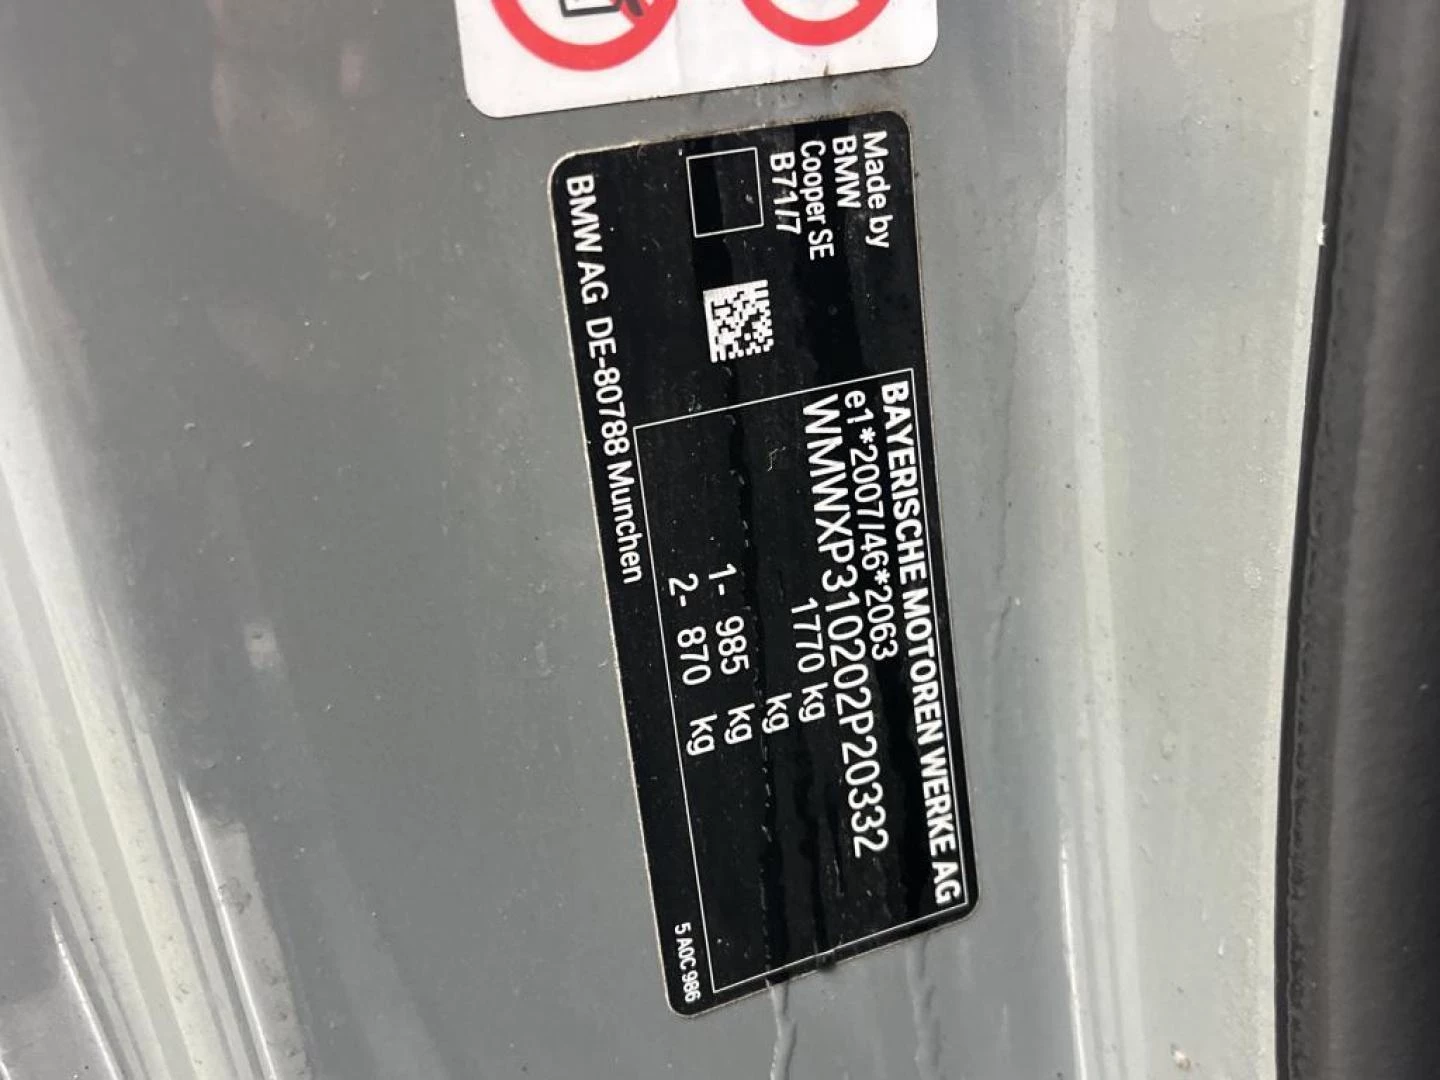 BAYERISCHE MOTOREN WERKE AG
e1*2007/46*2063
WMWXP310202P20332
1770 kg
kg
1- 985 kg
2- 870 kg
Made by
BMW
Cooper SE
B71/7
BMW AG DE-80788 Munchen
5 A0C 986